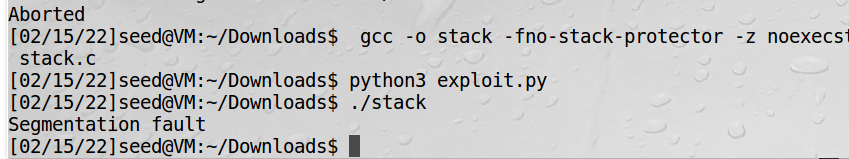 Aborted
[02/15/22]seed@VM:~/Downloads$  gcc -o stack -fno-stack-protector -z noexecst
 stack.c
[02/15/22]seed@VM:~/Downloads$ python3 exploit.py
[02/15/22]seed@VM:~/Downloads$ ./stack
Segmentation fault
[02/15/22]seed@VM:~/Downloads$